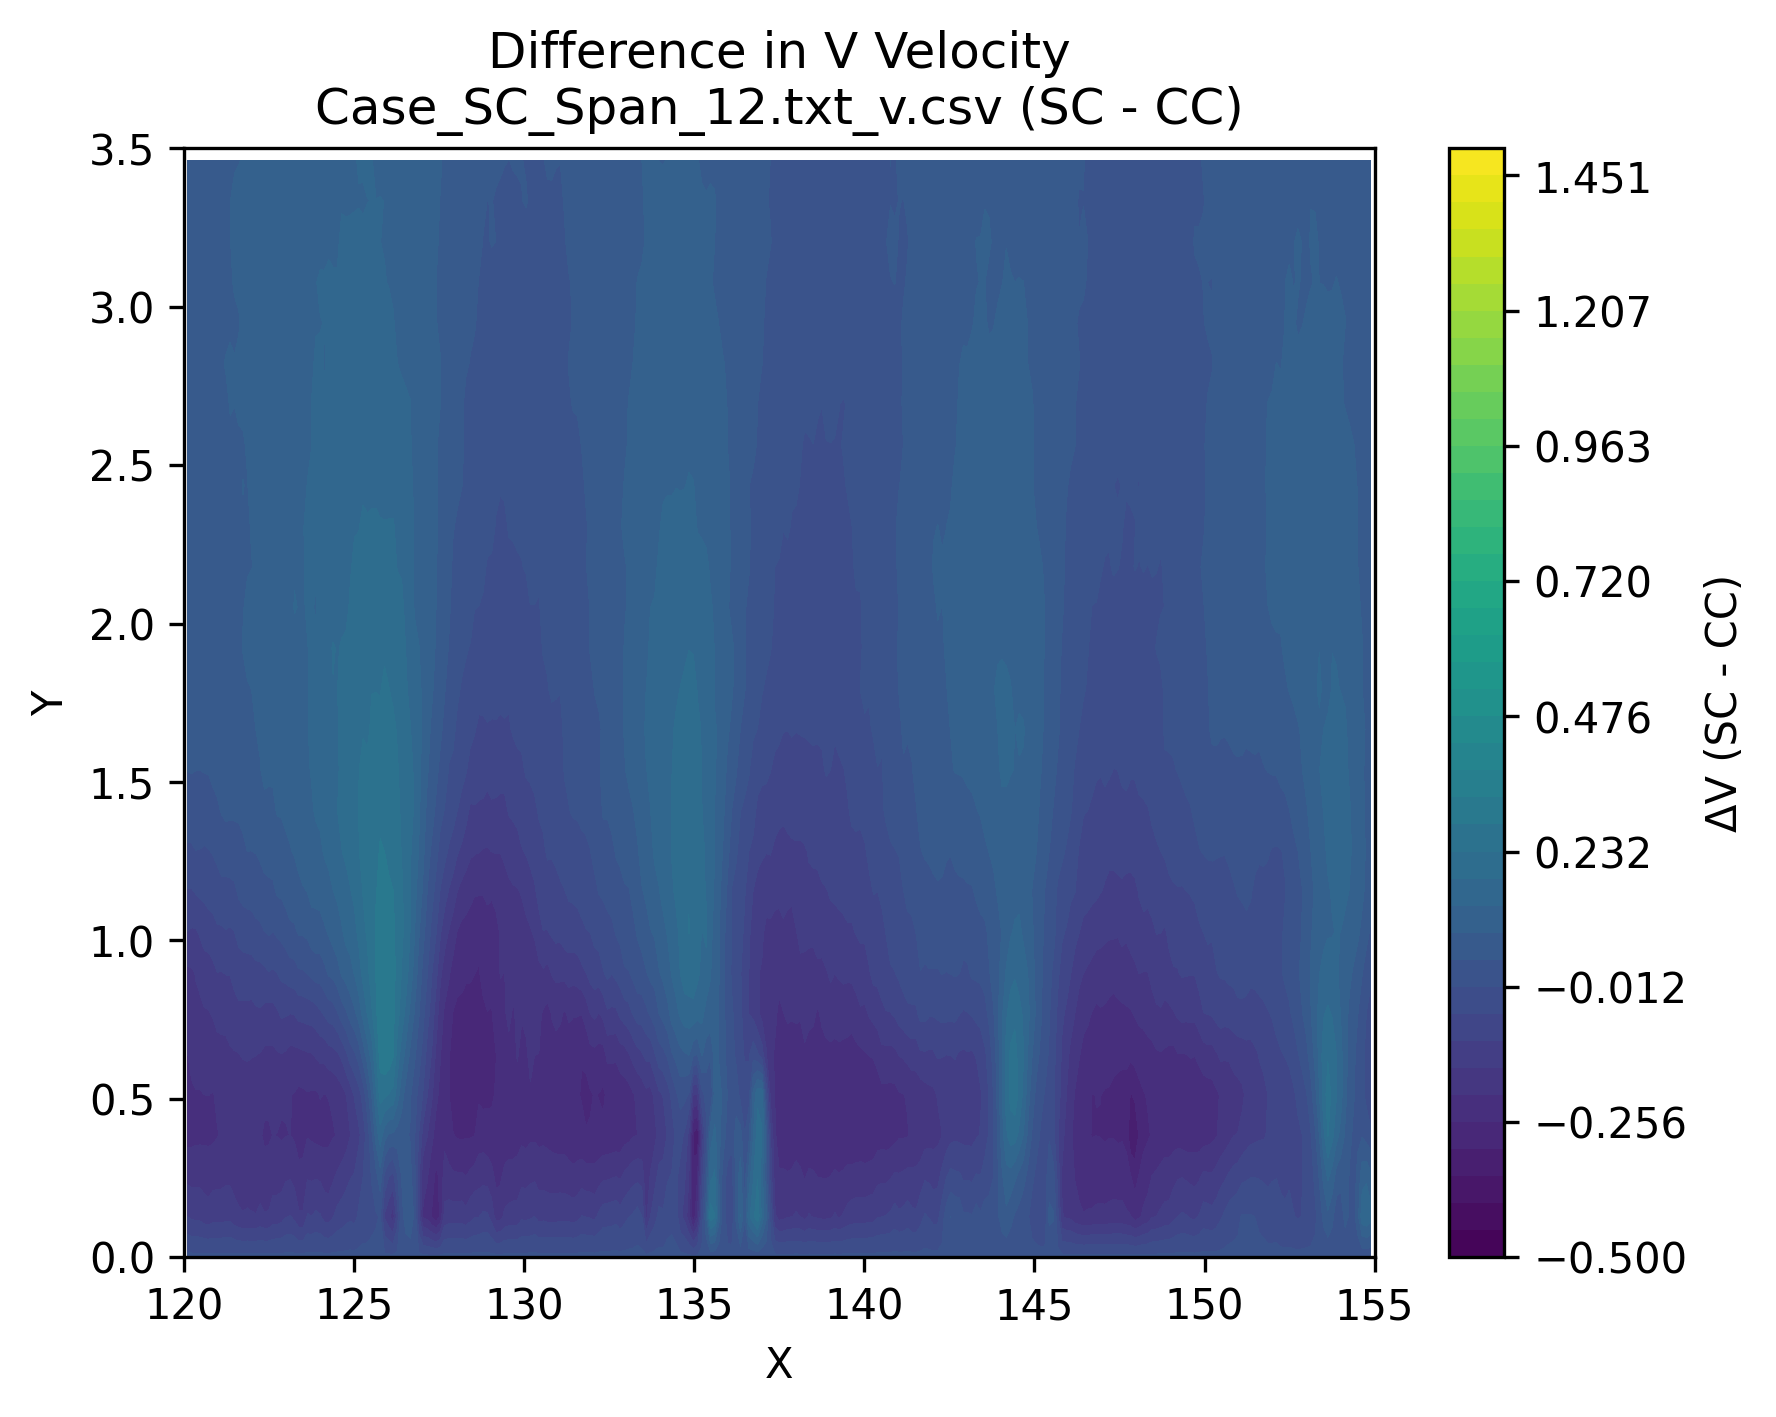 Difference in V Velocity
Case_SC_Span_12.txt_v.csv (SC - CC)
3.5
3.0
2.5
2.0
1.5
1.0
0.5
0.0
Y
120 125 130 135 140 145 150 155
X
1.451
1.207
0.963
0.720
0.476
0.232
−0.012
−0.256
−0.500
ΔV (SC - CC)